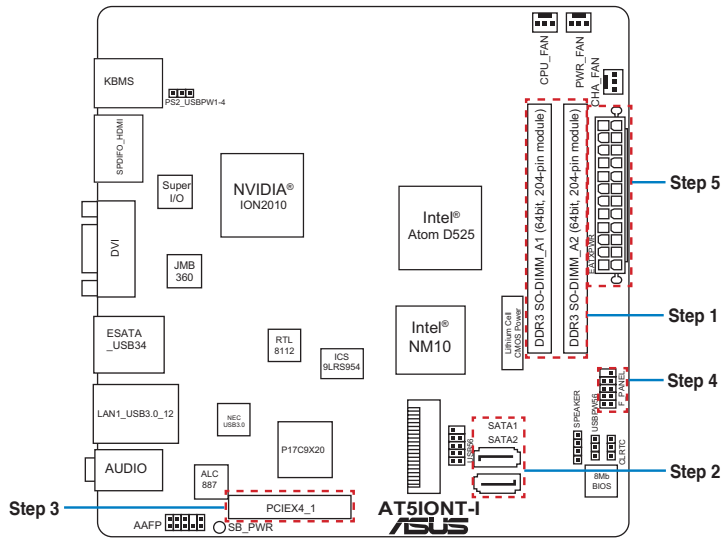 CPU_FAN
PWR_FAN
CHA_FAN
KBMS
PS2_USBPW1-4
SPDIFO_HDMI
Super
I/O
NVIDIA®
ION2010
Intel®
Atom D525
DDR3 SO-DIMM_A1 (64bit, 204-pin module)
DDR3 SO-DIMM_A2 (64bit, 204-pin module)
EATXPWR
Step 5
DVI
JMB
360
Step 1
ESATA
_USB34
RTL
8112
ICS
9LRS954
Intel®
NM10
Lithium Cell
CMOS Power
Step 4
F_PANEL
LAN1_USB3.0_12
NEC
USB3.0
P17C9X20
USB56
SATA1
SATA2
SPEAKER
USBPW56
CLRTC
Step 2
AUDIO
ALC
887
8Mb
BIOS
Step 3
PCIEX4_1
AT5IONT-I
ASUS
AAFP
SB_PWR